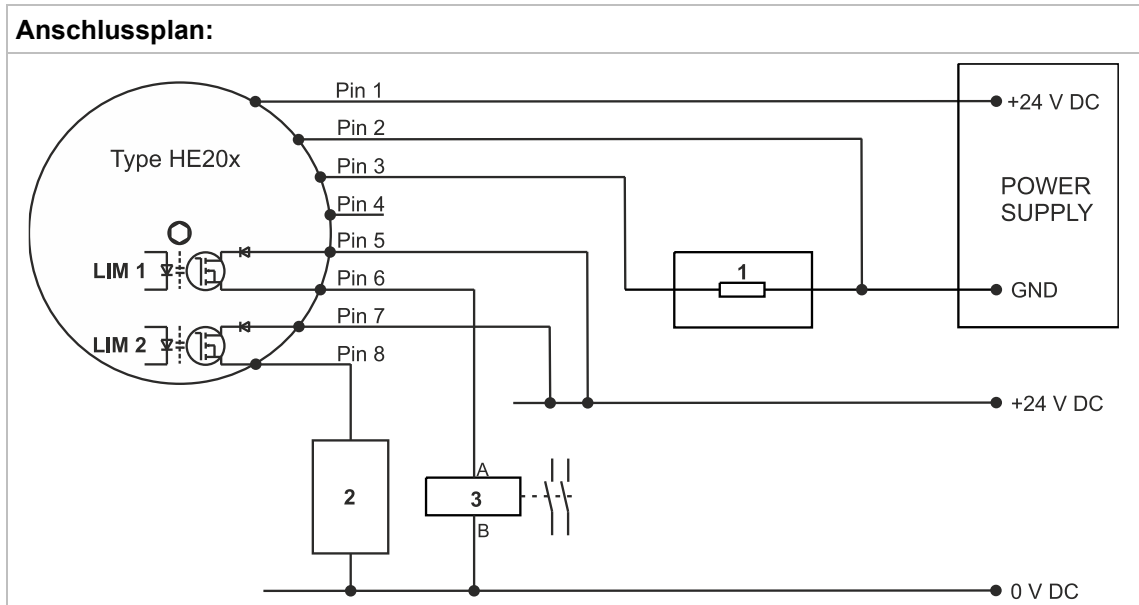 Anschlussplan:
Pin 1
+24 V DC
Pin 2
Type HE20x
Pin 3
POWER
SUPPLY
Pin 4
Pin 5
LIM 1
1
Pin 6
GND
Pin 7
LIM 2
Pin 8
+24 V DC
A
2
3
B
0 V DC